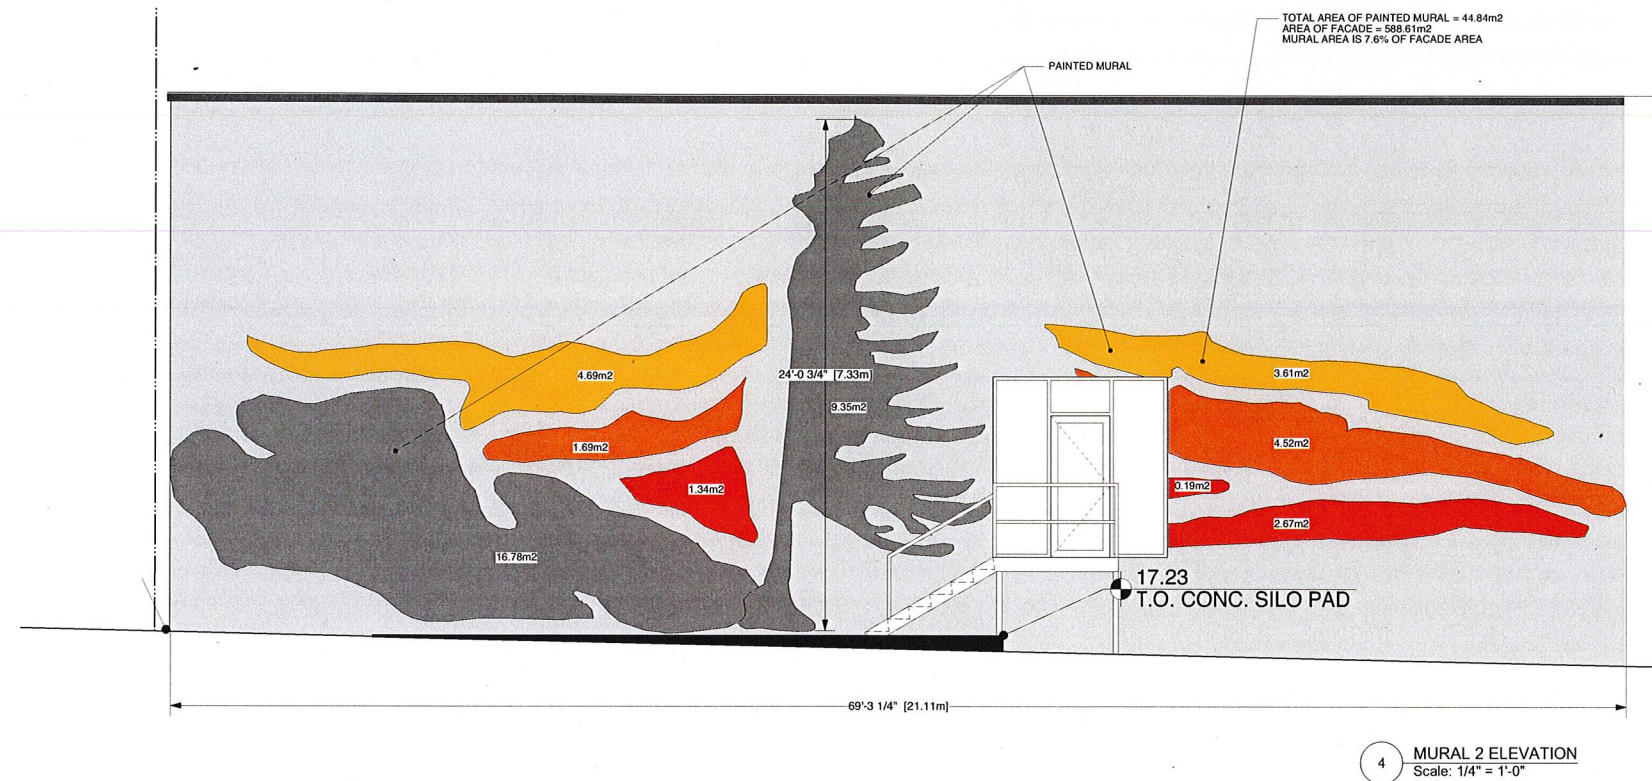 TOTAL AREA OF PAINTED MURAL = 44.84m2
AREA OF FACADE = 588.61m2
MURAL AREA IS 7.6% OF FACADE AREA
PAINTED MURAL
24'-0 3/4" [7.33m]
4.69m2
3.61m2
9.35m2
1.69m2
4.52m2
1.34m2
0.19m2
2.67m2
16.78m2
17.23
T.O. CONC. SILO PAD
69'-3 1/4" [21.11m]
4
MURAL 2 ELEVATION
Scale: 1/4" = 1'-0"